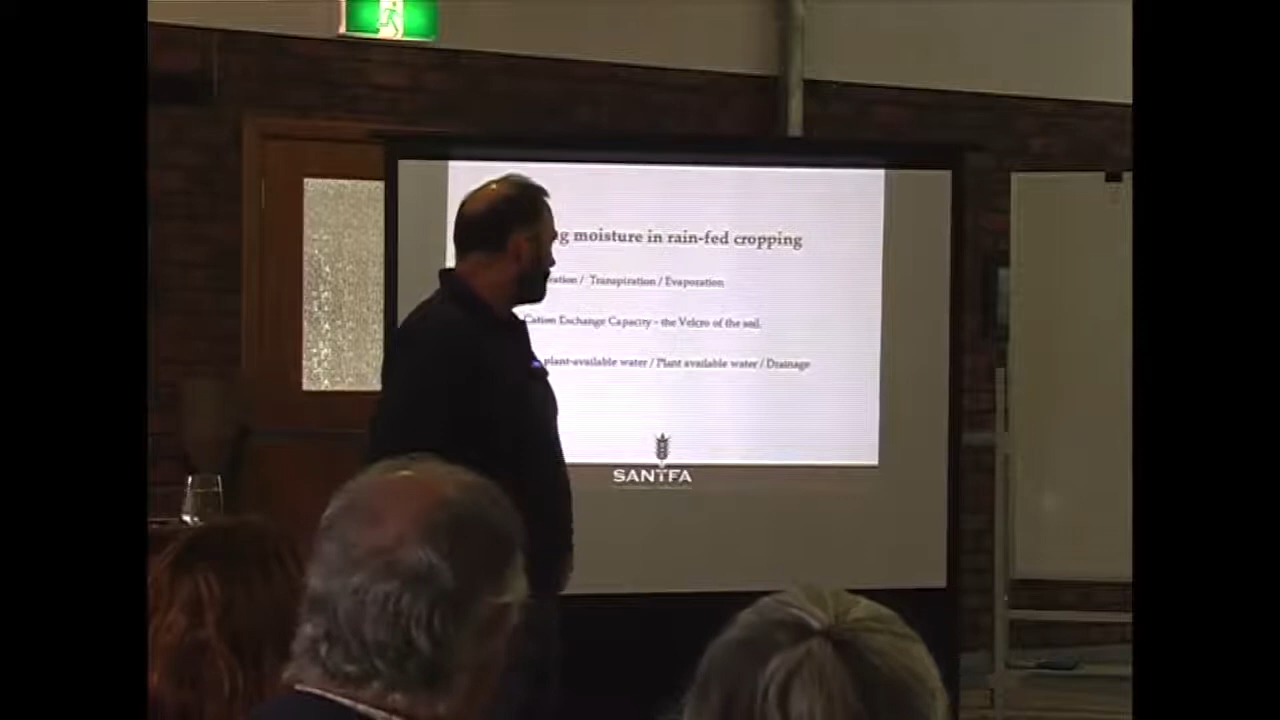 moisture in rain-fed cropping
/ Transpiration / Evaporation
Cation Exchange Capacity - the Velcro of the soil.
plant-available water / Plant available water / Drainage
SANTFA